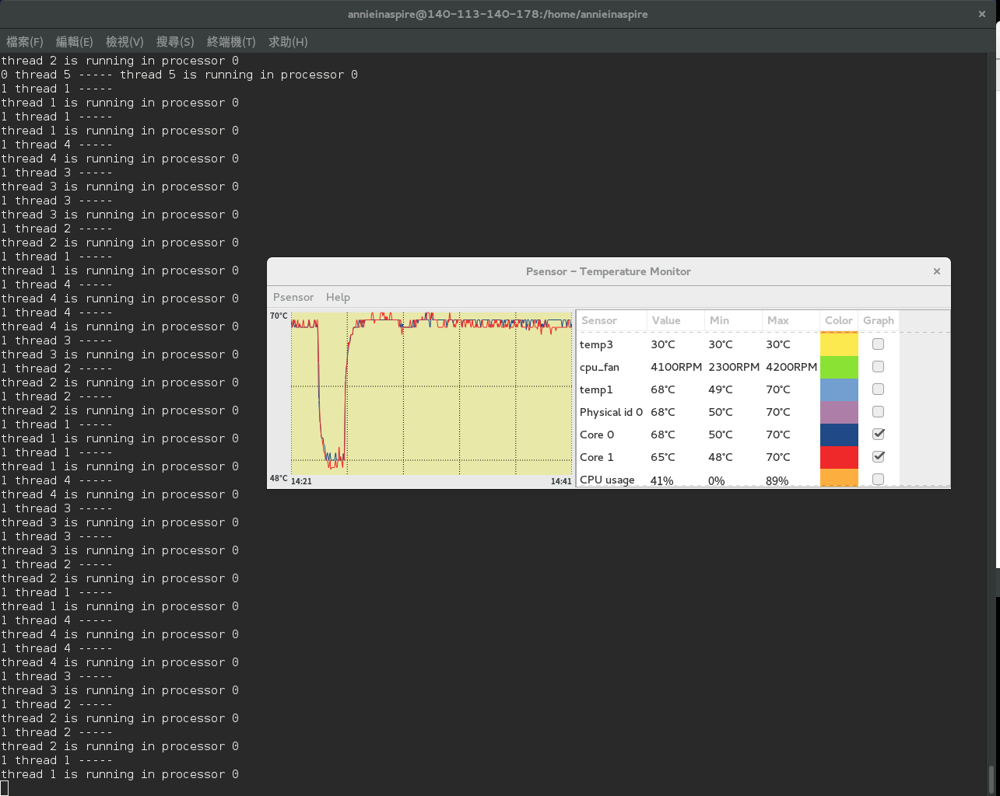 annieinaspire@140-113-140-178:/home/annieinaspire
檔案(F) 編輯(E) 檢視(V) 搜尋(S) 終端機(T) 求助(H)
thread 2 is running in processor 0
0 thread 5 ----- thread 5 is running in processor 0
1 thread 1 -----
thread 1 is running in processor 0
1 thread 1 -----
thread 1 is running in processor 0
1 thread 4 -----
thread 4 is running in processor 0
1 thread 3 -----
thread 3 is running in processor 0
1 thread 3 -----
thread 3 is running in processor 0
1 thread 2 -----
thread 2 is running in processor 0
1 thread 1 -----
thread 1 is running in processor 0
1 thread 4 -----
thread 4 is running in processor 0
1 thread 4 -----
thread 4 is running in processor 0
1 thread 3 -----
thread 3 is running in processor 0
1 thread 2 -----
thread 2 is running in processor 0
1 thread 2 -----
thread 2 is running in processor 0
1 thread 1 -----
thread 1 is running in processor 0
1 thread 1 -----
thread 1 is running in processor 0
1 thread 4 -----
thread 4 is running in processor 0
1 thread 3 -----
thread 3 is running in processor 0
1 thread 3 -----
thread 3 is running in processor 0
1 thread 2 -----
thread 2 is running in processor 0
1 thread 1 -----
thread 1 is running in processor 0
1 thread 4 -----
thread 4 is running in processor 0
1 thread 4 -----
thread 4 is running in processor 0
1 thread 3 -----
thread 3 is running in processor 0
1 thread 2 -----
thread 2 is running in processor 0
1 thread 2 -----
thread 2 is running in processor 0
1 thread 1 -----
thread 1 is running in processor 0
Psensor – Temperature Monitor
Psensor Help
70°C
48°C
14:21 14:41
Sensor Value Min Max Color Graph
temp3 30°C 30°C 30°C
cpu_fan 4100RPM 2300RPM 4200RPM
temp1 68°C 49°C 70°C
Physical id 0 68°C 50°C 70°C
Core 0 68°C 50°C 70°C
Core 1 65°C 48°C 70°C
CPU usage 41% 0% 89%